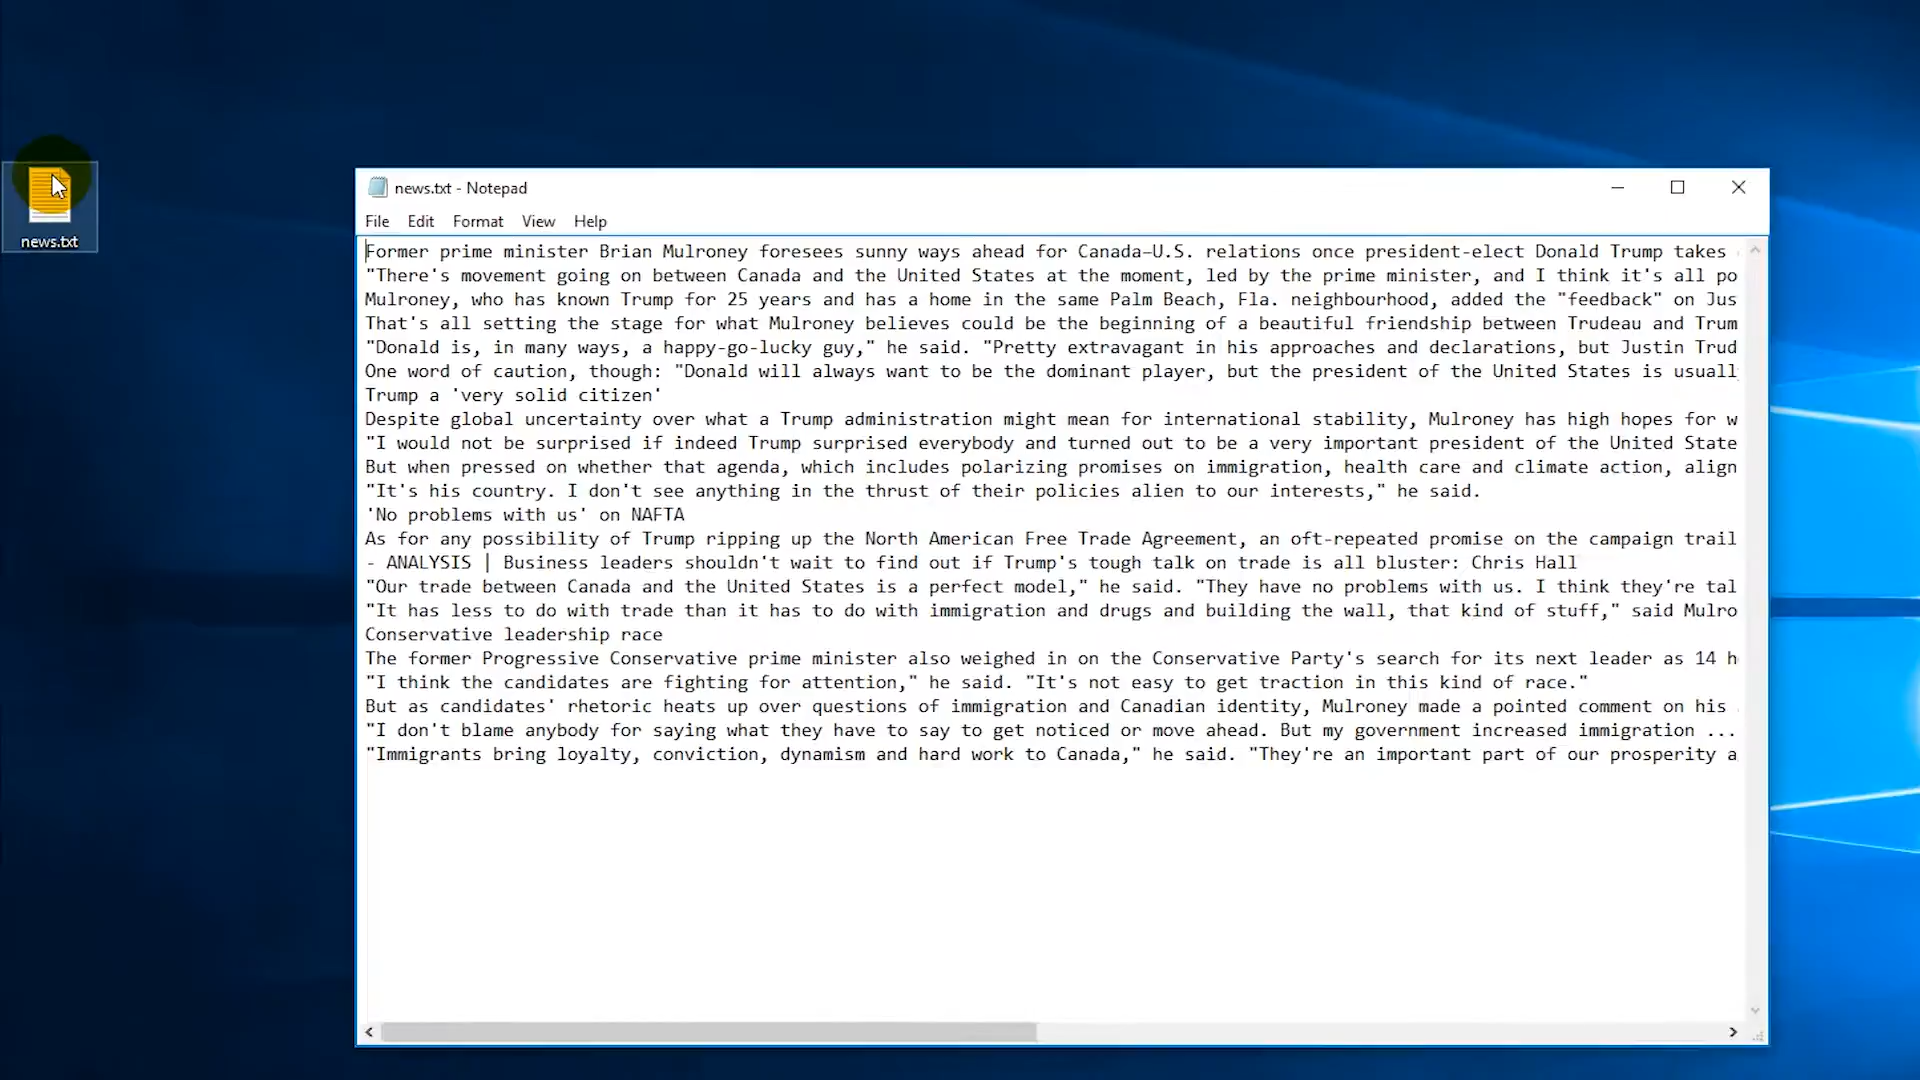 news.txt
news.txt - Notepad
File Edit Format View Help
Former prime minister Brian Mulroney foresees sunny ways ahead for Canada-U.S. relations once president-elect Donald Trump takes
"There's movement going on between Canada and the United States at the moment, led by the prime minister, and I think it's all po
Mulroney, who has known Trump for 25 years and has a home in the same Palm Beach, Fla. neighbourhood, added the "feedback" on Jus
That's all setting the stage for what Mulroney believes could be the beginning of a beautiful friendship between Trudeau and Trum
"Donald is, in many ways, a happy-go-lucky guy," he said. "Pretty extravagant in his approaches and declarations, but Justin Trud
One word of caution, though: "Donald will always want to be the dominant player, but the president of the United States is usuall
Trump a 'very solid citizen'
Despite global uncertainty over what a Trump administration might mean for international stability, Mulroney has high hopes for w
"I would not be surprised if indeed Trump surprised everybody and turned out to be a very important president of the United State
But when pressed on whether that agenda, which includes polarizing promises on immigration, health care and climate action, align
"It's his country. I don't see anything in the thrust of their policies alien to our interests," he said.
'No problems with us' on NAFTA
As for any possibility of Trump ripping up the North American Free Trade Agreement, an oft-repeated promise on the campaign trail
- ANALYSIS | Business leaders shouldn't wait to find out if Trump's tough talk on trade is all bluster: Chris Hall
"Our trade between Canada and the United States is a perfect model," he said. "They have no problems with us. I think they're tal
"It has less to do with trade than it has to do with immigration and drugs and building the wall, that kind of stuff," said Mulro
Conservative leadership race
The former Progressive Conservative prime minister also weighed in on the Conservative Party's search for its next leader as 14 h
"I think the candidates are fighting for attention," he said. "It's not easy to get traction in this kind of race."
But as candidates' rhetoric heats up over questions of immigration and Canadian identity, Mulroney made a pointed comment on his
"I don't blame anybody for saying what they have to say to get noticed or move ahead. But my government increased immigration ...
"Immigrants bring loyalty, conviction, dynamism and hard work to Canada," he said. "They're an important part of our prosperity a